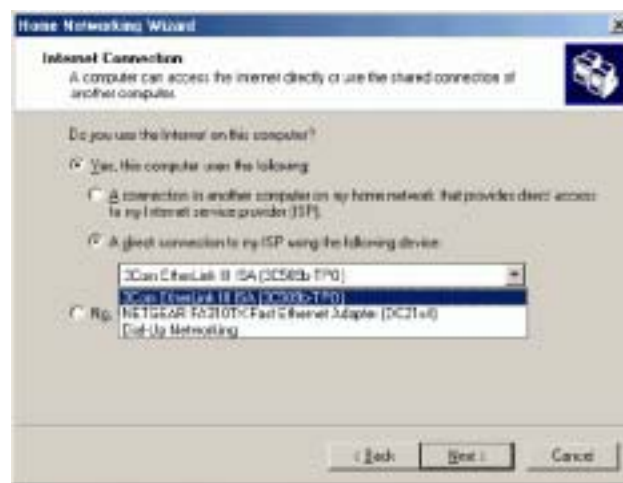 Home Networking Wizard
Internet Connection
A computer can access the Internet directly or use the shared connection of
another computer.
Do you use the Internet on this computer?
Yes, this computer uses the following:
A connection to another computer on my home network that provides direct access
to my Internet service provider (ISP).
A direct connection to my ISP using the following device:
3Com EtherLink III ISA (3C509b-TPO)
3Com EtherLink III ISA (3C509b-TPO)
No,
NETGEAR FA310TX Fast Ethernet Adapter (DC21x4)
Dial-Up Networking
< Back
Next >
Cancel